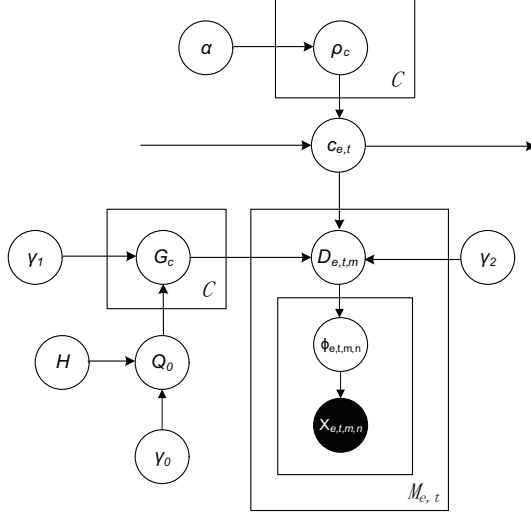 α
ρc
C
ce,t
γ1
Gc
C
De,t,m
γ2
H
Q0
ϕe,t,m,n
γ0
Xe,t,m,n
Me, t